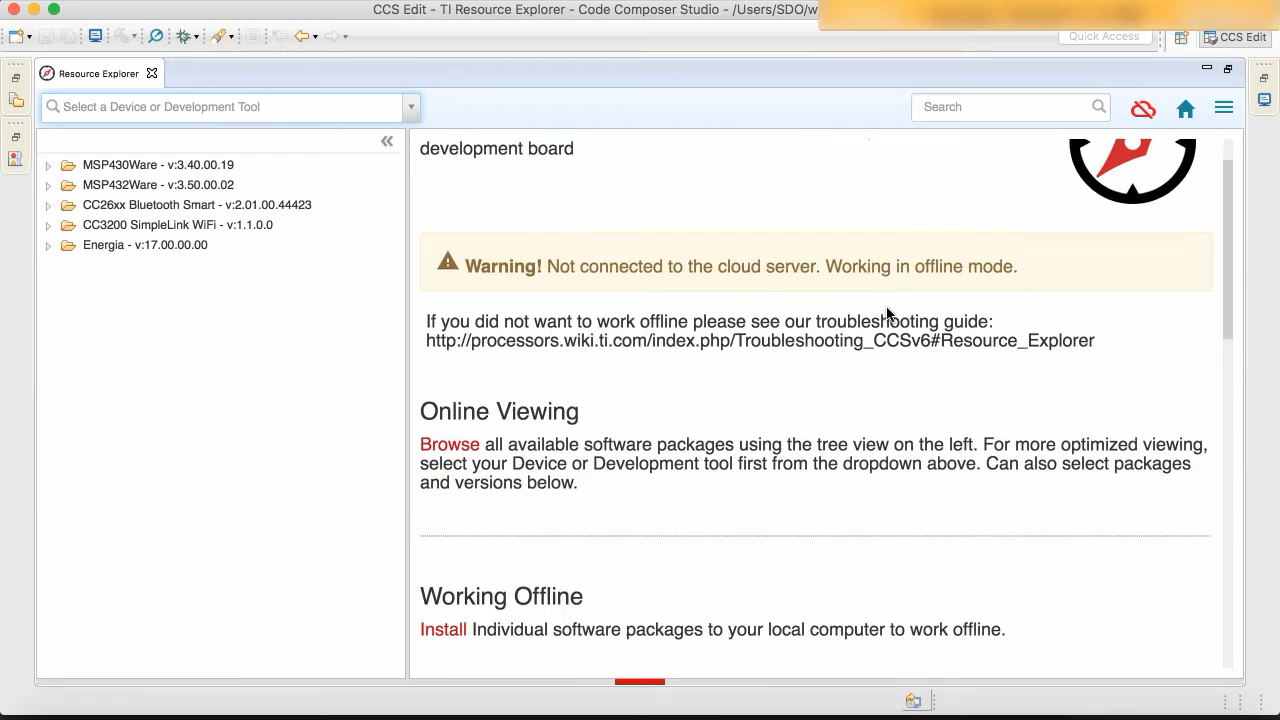 CCS Edit - TI Resource Explorer - Code Composer Studio - /Users/SDO/w
Quick Access
CCS Edit
Resource Explorer
Select a Device or Development Tool
Search
MSP430Ware - v:3.40.00.19
MSP432Ware - v:3.50.00.02
CC26xx Bluetooth Smart - v:2.01.00.44423
CC3200 SimpleLink WiFi - v:1.1.0.0
Energia - v:17.00.00.00
development board
Warning! Not connected to the cloud server. Working in offline mode.
If you did not want to work offline please see our troubleshooting guide:
http://processors.wiki.ti.com/index.php/Troubleshooting_CCSv6#Resource_Explorer
Online Viewing
Browse all available software packages using the tree view on the left. For more optimized viewing,
select your Device or Development tool first from the dropdown above. Can also select packages
and versions below.
Working Offline
Install Individual software packages to your local computer to work offline.